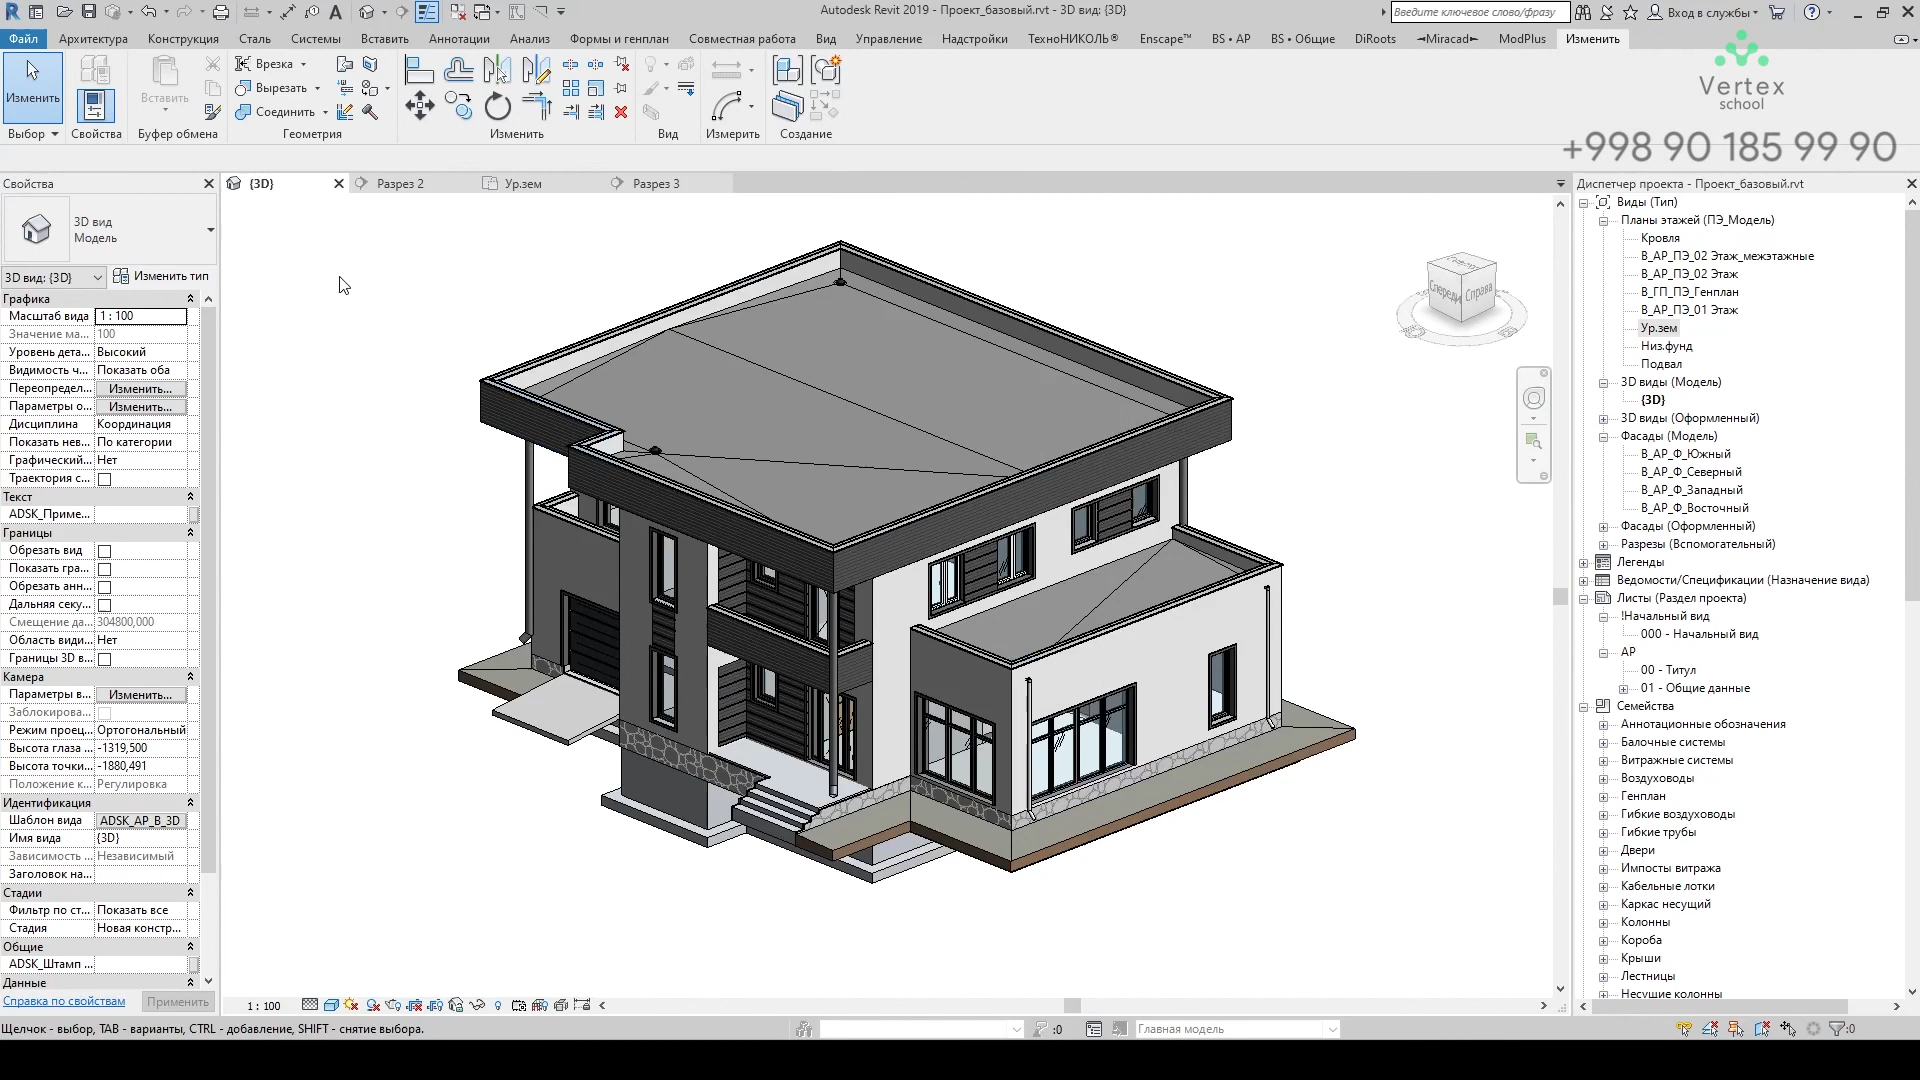 Autodesk Revit 2019 - Проект_базовый.rvt - 3D вид: {3D}
Введите ключевое слово/фразу
Вход в службы
Файл Архитектура Конструкция Сталь Системы Вставить Аннотации Анализ Формы и генплан Совместная работа Вид Управление Надстройки ТехноНИКОЛЬ® Enscape™ BS • АР BS • Общие DiRoots ◄Miracad► ModPlus Изменить
Изменить
Вставить
Врезка
Вырезать
Соединить
Выбор Свойства Буфер обмена Геометрия Изменить Вид Измерить Создание
Vertex
school
+998 90 185 99 90
Свойства
{3D} Разрез 2 Ур.зем Разрез 3
3D вид
Модель
3D вид: {3D} Изменить тип
Графика
Масштаб вида 1 : 100
Значение ма... 100
Уровень дета... Высокий
Видимость ч... Показать оба
Переопредел... Изменить...
Параметры о... Изменить...
Дисциплина Координация
Показать нев... По категории
Графический... Нет
Траектория с...
Текст
ADSK_Приме...
Границы
Обрезать вид
Показать гра...
Обрезать анн...
Дальняя секу...
Смещение да... 304800,000
Область види... Нет
Границы 3D в...
Камера
Параметры в... Изменить...
Заблокирова...
Режим проец... Ортогональный
Высота глаза ... -1319,500
Высота точки... -1880,491
Положение к... Регулировка
Идентификация
Шаблон вида ADSK_АР_В_3D
Имя вида {3D}
Зависимость ... Независимый
Заголовок на...
Стадии
Фильтр по ст... Показать все
Стадия Новая констр...
Общие
ADSK_Штамп ...
Данные
Справка по свойствам Применить
Спереди Справа
1 : 100
Диспетчер проекта - Проект_базовый.rvt
Виды (Тип)
Планы этажей (ПЭ_Модель)
Кровля
В_АР_ПЭ_02 Этаж_межэтажные
В_АР_ПЭ_02 Этаж
В_ГП_ПЭ_Генплан
В_АР_ПЭ_01 Этаж
Ур.зем
Низ.фунд
Подвал
3D виды (Модель)
{3D}
3D виды (Оформленный)
Фасады (Модель)
В_АР_Ф_Южный
В_АР_Ф_Северный
В_АР_Ф_Западный
В_АР_Ф_Восточный
Фасады (Оформленный)
Разрезы (Вспомогательный)
Легенды
Ведомости/Спецификации (Назначение вида)
Листы (Раздел проекта)
!Начальный вид
000 - Начальный вид
АР
00 - Титул
01 - Общие данные
Семейства
Аннотационные обозначения
Балочные системы
Витражные системы
Воздуховоды
Генплан
Гибкие воздуховоды
Гибкие трубы
Двери
Импосты витража
Кабельные лотки
Каркас несущий
Колонны
Короба
Крыши
Лестницы
Несущие колонны
Щелчок - выбор, TAB - варианты, CTRL - добавление, SHIFT - снятие выбора.
:0
Главная модель
:0